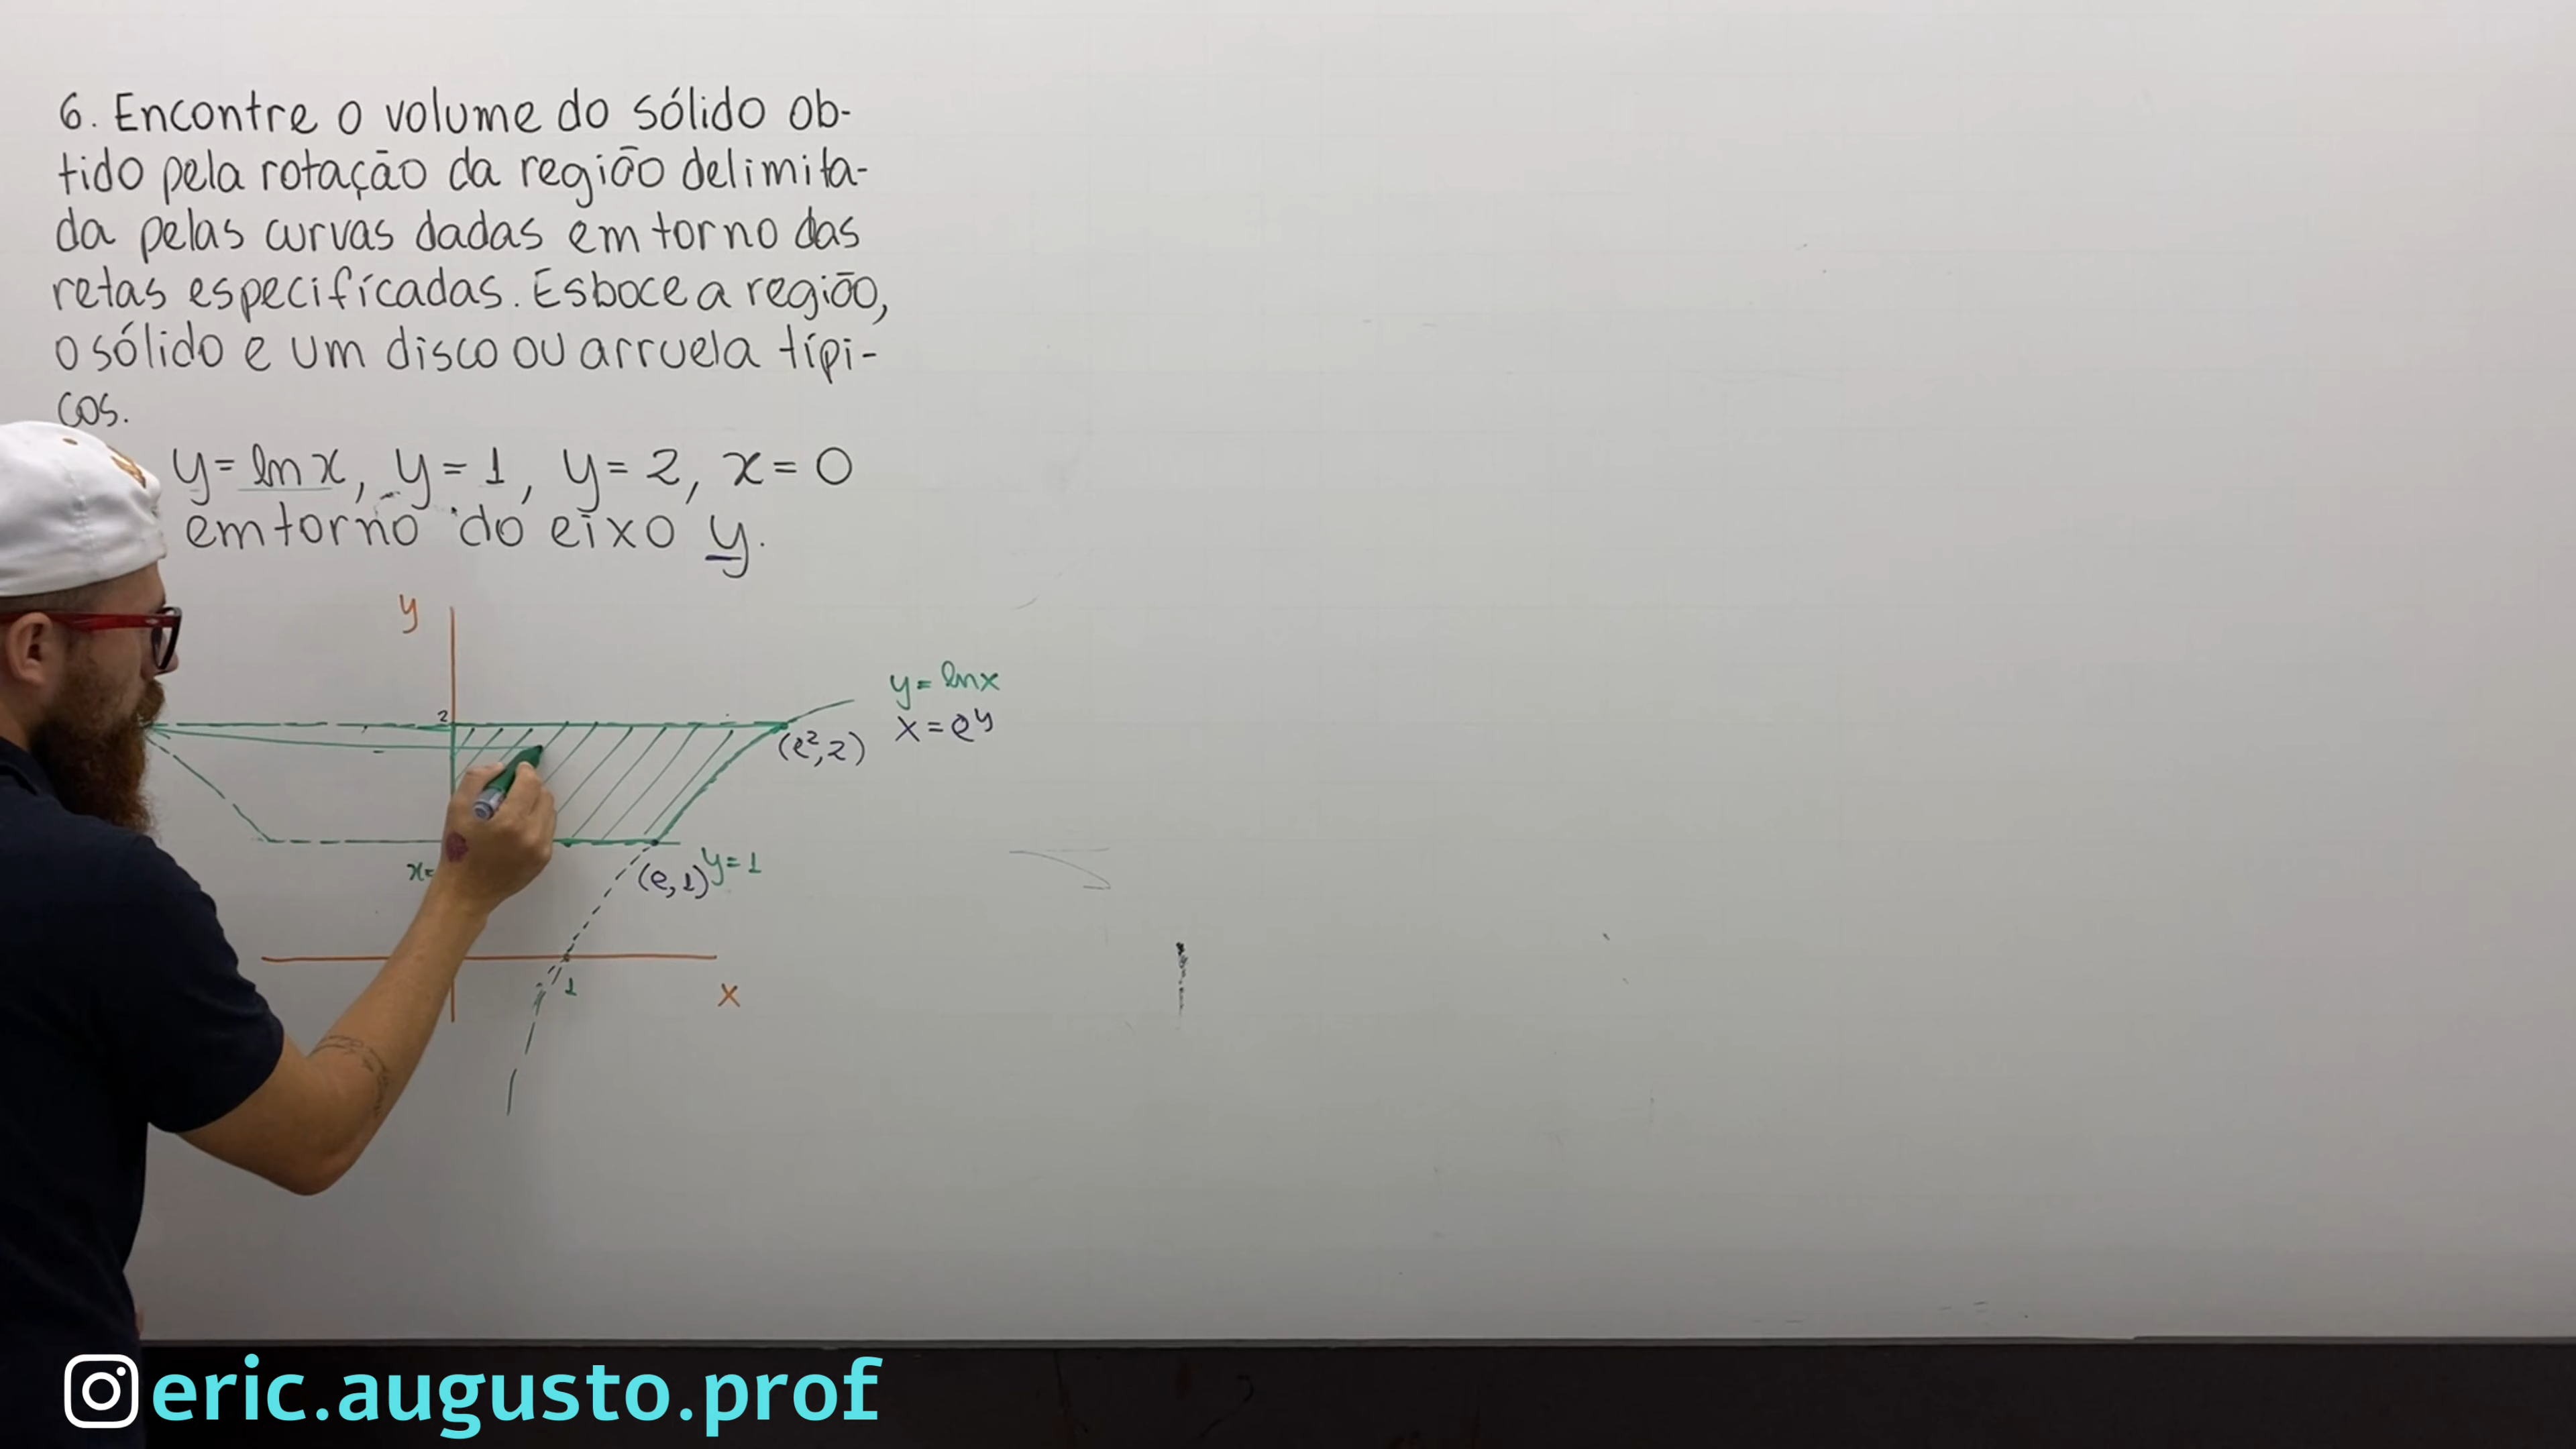 6. Encontre o volume do sólido ob-
tido pela rotação da região delimita-
da pelas curvas dadas em torno das
retas especificadas. Esboce a região,
o sólido e um disco ou arruela típi-
cos.
y = ln x, y = 1, y = 2, x = 0
em torno do eixo y.
y
y = ln x
x = e^y
2
(e², 2)
x=
(e, 1)
y = 1
1
x
eric.augusto.prof